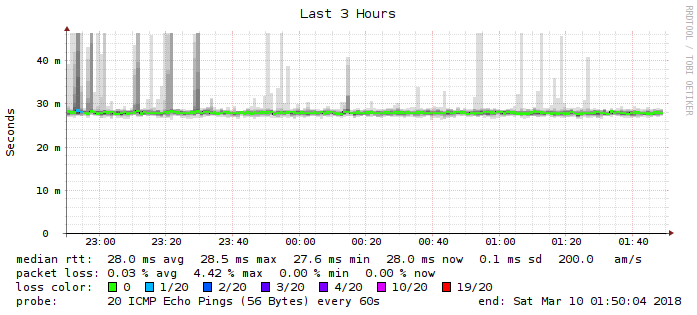 Last 3 Hours
RRDTOOL / TOBI OETIKER
Seconds
40 m
30 m
20 m
10 m
0
23:00 23:20 23:40 00:00 00:20 00:40 01:00 01:20 01:40
median rtt: 28.0 ms avg 28.5 ms max 27.6 ms min 28.0 ms now 0.1 ms sd 200.0 am/s
packet loss: 0.03 % avg 4.42 % max 0.00 % min 0.00 % now
loss color: 0 1/20 2/20 3/20 4/20 10/20 19/20
probe: 20 ICMP Echo Pings (56 Bytes) every 60s end: Sat Mar 10 01:50:04 2018